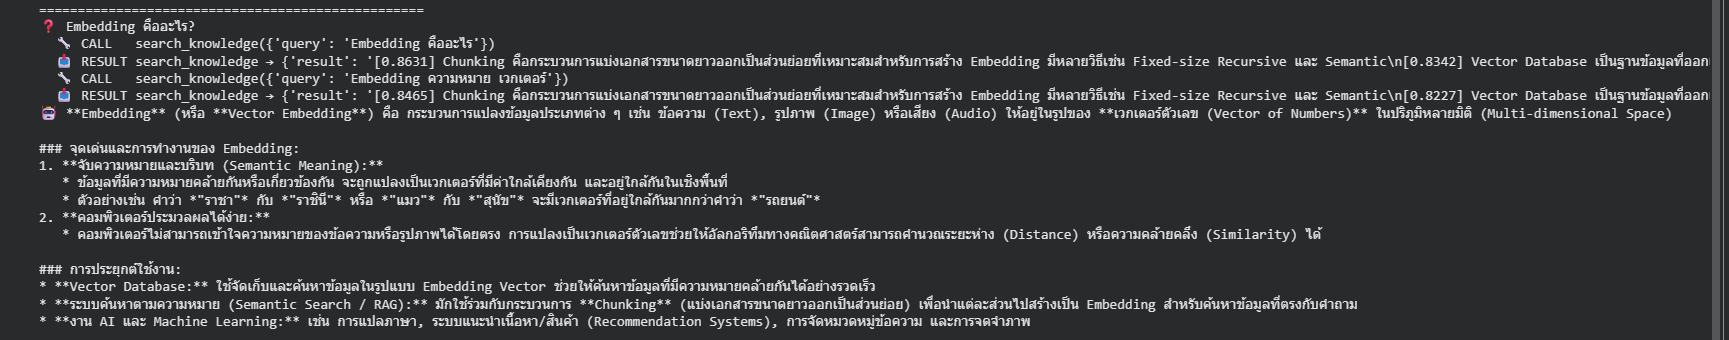 ==================================================
❓ Embedding คืออะไร?
🔧 CALL search_knowledge({'query': 'Embedding คืออะไร'})
📥 RESULT search_knowledge → {'result': '[0.8631] Chunking คือกระบวนการแบ่งเอกสารขนาดยาวออกเป็นส่วนย่อยที่เหมาะสมสำหรับการสร้าง Embedding มีหลายวิธีเช่น Fixed-size Recursive และ Semantic\n[0.8342] Vector Database เป็นฐานข้อมูลที่ออก
🔧 CALL search_knowledge({'query': 'Embedding ความหมาย เวกเตอร์'})
📥 RESULT search_knowledge → {'result': '[0.8465] Chunking คือกระบวนการแบ่งเอกสารขนาดยาวออกเป็นส่วนย่อยที่เหมาะสมสำหรับการสร้าง Embedding มีหลายวิธีเช่น Fixed-size Recursive และ Semantic\n[0.8227] Vector Database เป็นฐานข้อมูลที่ออก
🤖 **Embedding** (หรือ **Vector Embedding**) คือ กระบวนการแปลงข้อมูลประเภทต่าง ๆ เช่น ข้อความ (Text), รูปภาพ (Image) หรือเสียง (Audio) ให้อยู่ในรูปของ **เวกเตอร์ตัวเลข (Vector of Numbers)** ในปริภูมิหลายมิติ (Multi-dimensional Space)
### จุดเด่นและการทำงานของ Embedding:
1. **จับความหมายและบริบท (Semantic Meaning):**
* ข้อมูลที่มีความหมายคล้ายกันหรือเกี่ยวข้องกัน จะถูกแปลงเป็นเวกเตอร์ที่มีค่าใกล้เคียงกัน และอยู่ใกล้กันในเชิงพื้นที่
* ตัวอย่างเช่น คำว่า *"ราชา"* กับ *"ราชินี"* หรือ *"แมว"* กับ *"สุนัข"* จะมีเวกเตอร์ที่อยู่ใกล้กันมากกว่าคำว่า *"รถยนต์"*
2. **คอมพิวเตอร์ประมวลผลได้ง่าย:**
* คอมพิวเตอร์ไม่สามารถเข้าใจความหมายของข้อความหรือรูปภาพได้โดยตรง การแปลงเป็นเวกเตอร์ตัวเลขช่วยให้อัลกอริทึมทางคณิตศาสตร์สามารถคำนวณระยะห่าง (Distance) หรือความคล้ายคลึง (Similarity) ได้
### การประยุกต์ใช้งาน:
* **Vector Database:** ใช้จัดเก็บและค้นหาข้อมูลในรูปแบบ Embedding Vector ช่วยให้ค้นหาข้อมูลที่มีความหมายคล้ายกันได้อย่างรวดเร็ว
* **ระบบค้นหาตามความหมาย (Semantic Search / RAG):** มักใช้ร่วมกับกระบวนการ **Chunking** (แบ่งเอกสารขนาดยาวออกเป็นส่วนย่อย) เพื่อนำแต่ละส่วนไปสร้างเป็น Embedding สำหรับค้นหาข้อมูลที่ตรงกับคำถาม
* **งาน AI และ Machine Learning:** เช่น การแปลภาษา, ระบบแนะนำเนื้อหา/สินค้า (Recommendation Systems), การจัดหมวดหมู่ข้อความ และการจดจำภาพ